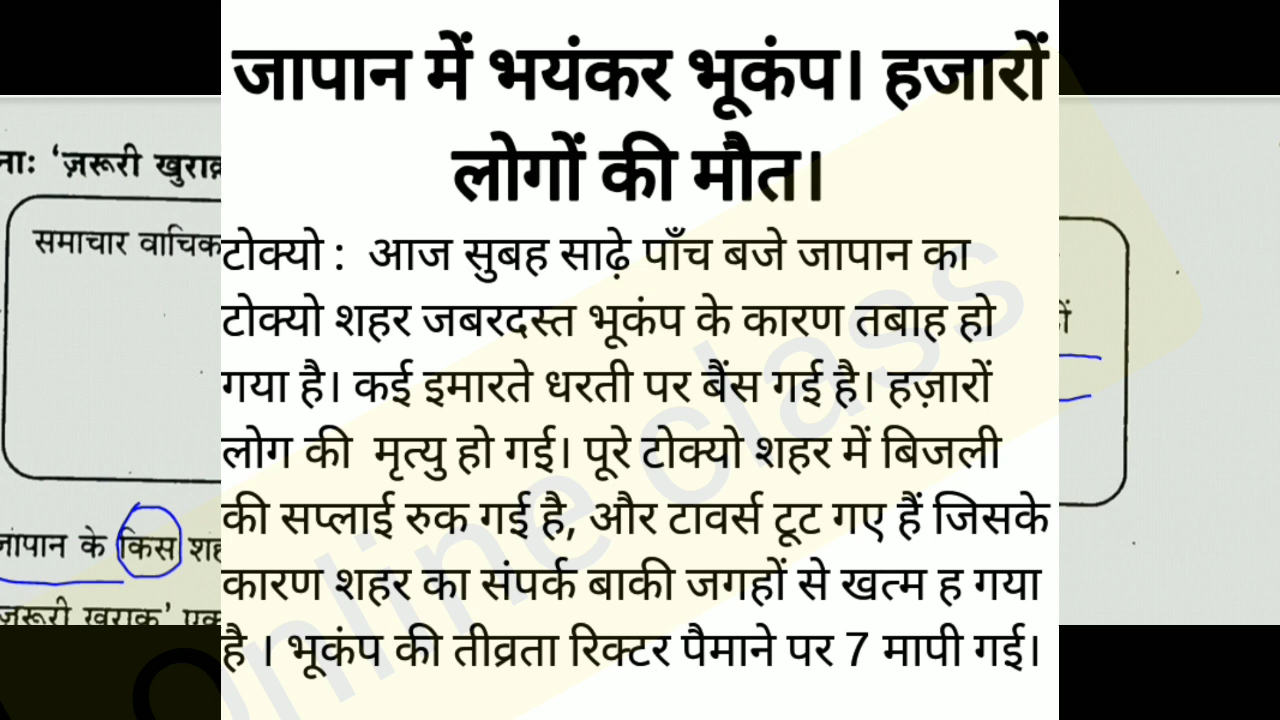 जापान में भयंकर भूकंप। हजारों
लोगों की मौत।
टोक्यो : आज सुबह साढ़े पाँच बजे जापान का
टोक्यो शहर जबरदस्त भूकंप के कारण तबाह हो
गया है। कई इमारते धरती पर बैंस गई है। हज़ारों
लोग की मृत्यु हो गई। पूरे टोक्यो शहर में बिजली
की सप्लाई रुक गई है, और टावर्स टूट गए हैं जिसके
कारण शहर का संपर्क बाकी जगहों से खत्म ह गया
है । भूकंप की तीव्रता रिक्टर पैमाने पर 7 मापी गई।
‘ज़रूरी
समाचार वाचिक
जापान के किस
ज़रूरी खुराक’
Online class